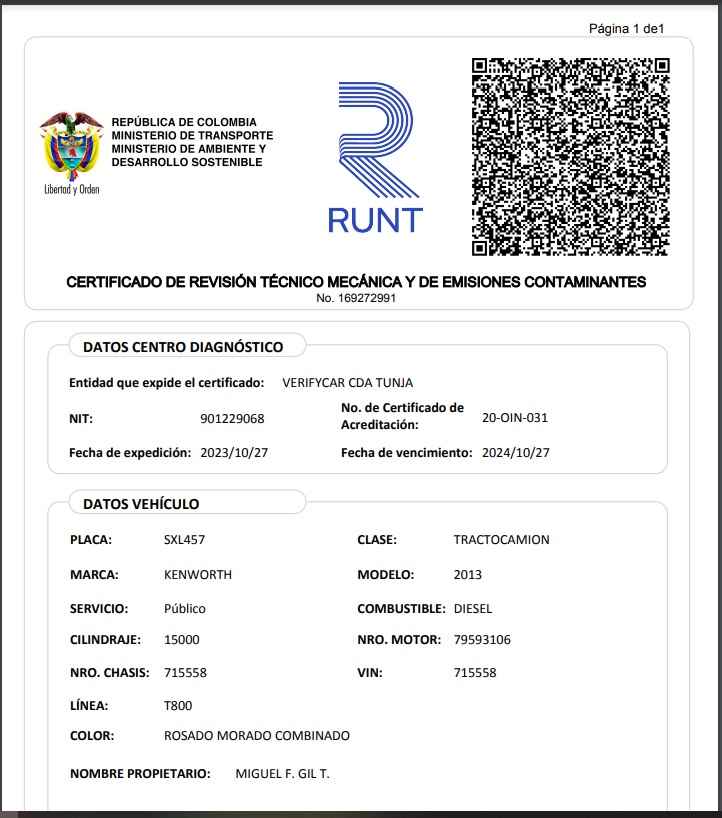 Página 1 de1
REPÚBLICA DE COLOMBIA
MINISTERIO DE TRANSPORTE
MINISTERIO DE AMBIENTE Y
DESARROLLO SOSTENIBLE
Libertad y Orden
RUNT
CERTIFICADO DE REVISIÓN TÉCNICO MECÁNICA Y DE EMISIONES CONTAMINANTES
No. 169272991
DATOS CENTRO DIAGNÓSTICO
Entidad que expide el certificado: VERIFYCAR CDA TUNJA
NIT: 901229068 No. de Certificado de Acreditación: 20-OIN-031
Fecha de expedición: 2023/10/27 Fecha de vencimiento: 2024/10/27
DATOS VEHÍCULO
PLACA: SXL457 CLASE: TRACTOCAMION
MARCA: KENWORTH MODELO: 2013
SERVICIO: Público COMBUSTIBLE: DIESEL
CILINDRAJE: 15000 NRO. MOTOR: 79593106
NRO. CHASIS: 715558 VIN: 715558
LÍNEA: T800
COLOR: ROSADO MORADO COMBINADO
NOMBRE PROPIETARIO: MIGUEL F. GIL T.